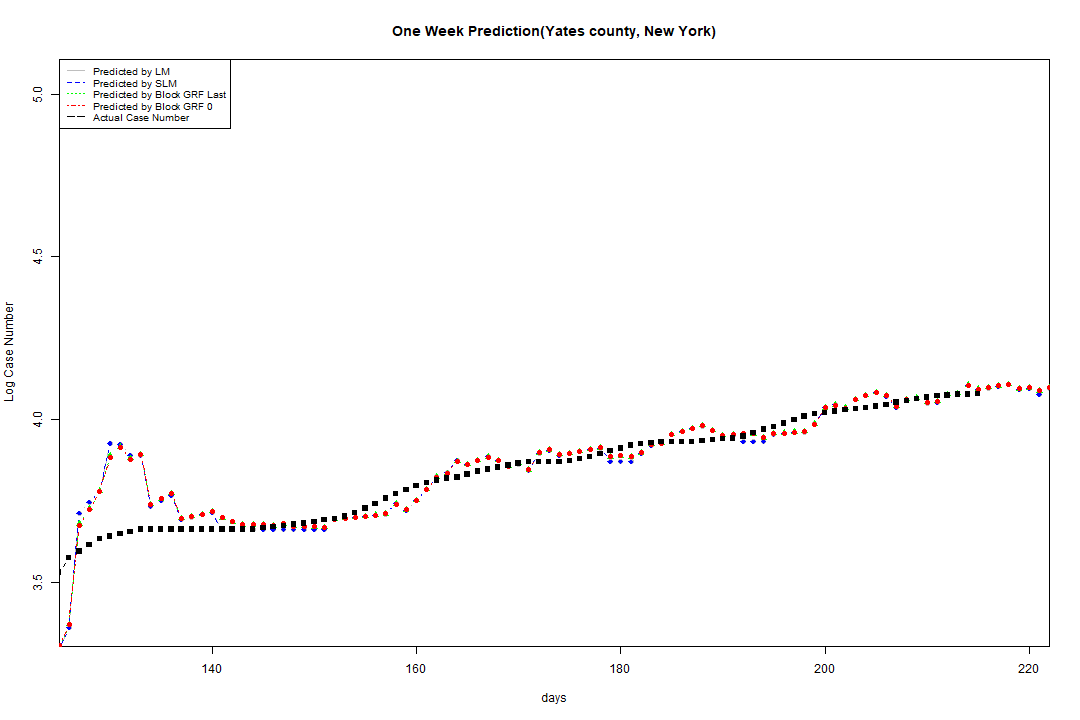 One Week Prediction(Yates county, New York)
Predicted by LM
Predicted by SLM
Predicted by Block GRF Last
Predicted by Block GRF 0
Actual Case Number
5.0
4.5
4.0
3.5
Log Case Number
140
160
180
200
220
days